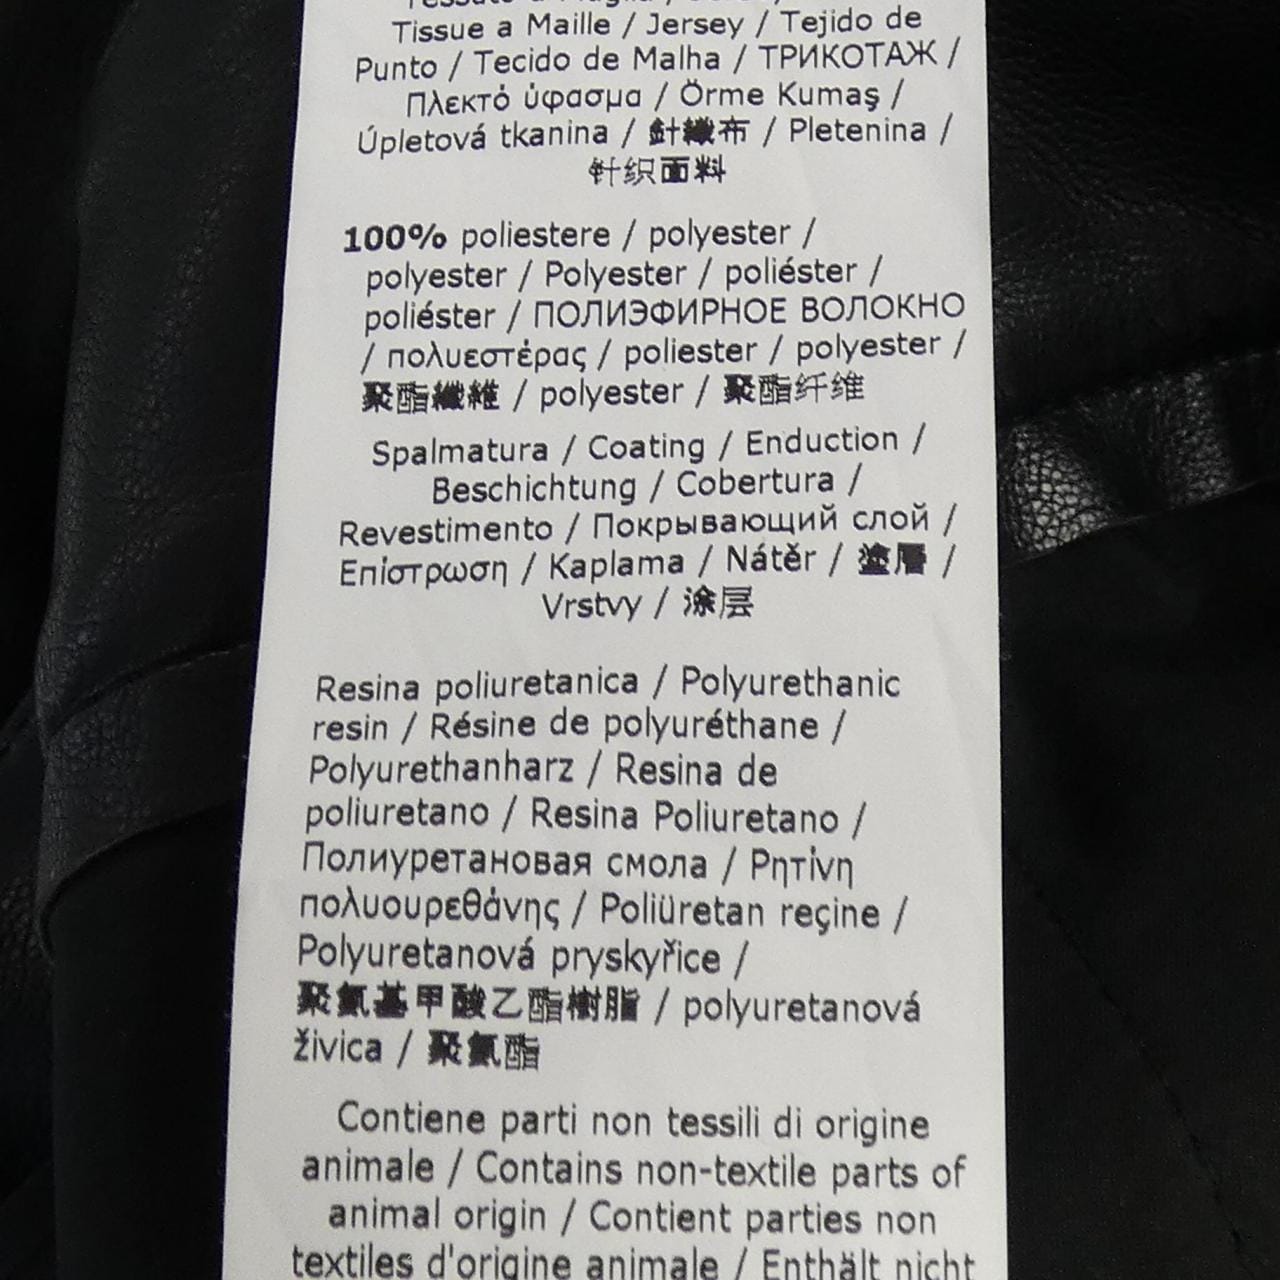 Tissue a Maille / Jersey / Tejido de
Punto / Tecido de Malha / ТРИКОТАЖ /
Πλεκτό ύφασμα / Örme Kumaş /
Úpletová tkanina / 針織布 / Pletenina /
针织面料
100% poliestere / polyester /
polyester / Polyester / poliéster /
poliéster / ПОЛИЭФИРНОЕ ВОЛОКНО
/ πολυεστέρας / poliester / polyester /
聚酯纖維 / polyester / 聚酯纤维
Spalmatura / Coating / Enduction /
Beschichtung / Cobertura /
Revestimento / Покрывающий слой /
Επίστρωση / Kaplama / Nátěr / 塗層 /
Vrstvy / 涂层
Resina poliuretanica / Polyurethanic
resin / Résine de polyuréthane /
Polyurethanharz / Resina de
poliuretano / Resina Poliuretano /
Полиуретановая смола / Ρητίνη
πολυουρεθάνης / Poliüretan reçine /
Polyuretanová pryskyřice /
聚氨基甲酸乙酯樹脂 / polyuretanová
živica / 聚氨酯
Contiene parti non tessili di origine
animale / Contains non-textile parts of
animal origin / Contient parties non
textiles d'origine animale / Enthält nicht